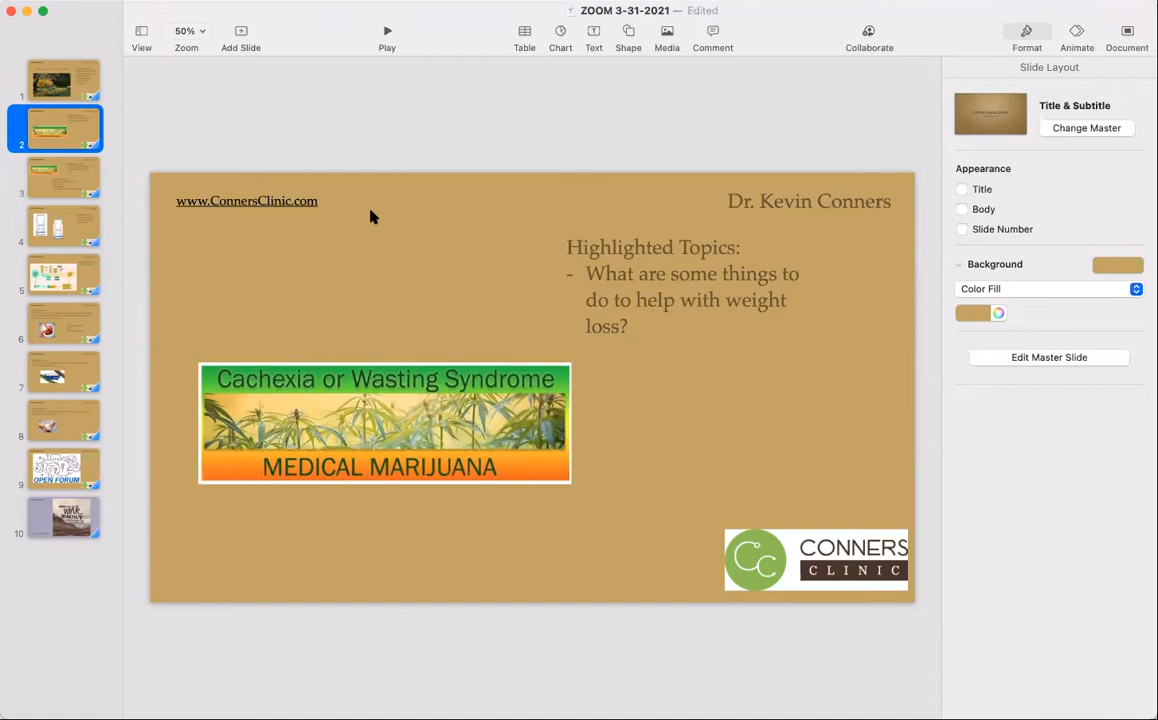 ZOOM 3-31-2021 — Edited
50%
View
Zoom
Add Slide
Play
Table
Chart
Text
Shape
Media
Comment
Collaborate
Format
Animate
Document
Slide Layout
Title & Subtitle
Change Master
Appearance
Title
Body
Slide Number
Background
Color Fill
Edit Master Slide
1
2
3
4
5
6
7
8
9
OPEN FORUM
10
www.ConnersClinic.com
Dr. Kevin Conners
Highlighted Topics:
- What are some things to
do to help with weight
loss?
Cachexia or Wasting Syndrome
MEDICAL MARIJUANA
CC
CONNERS
CLINIC